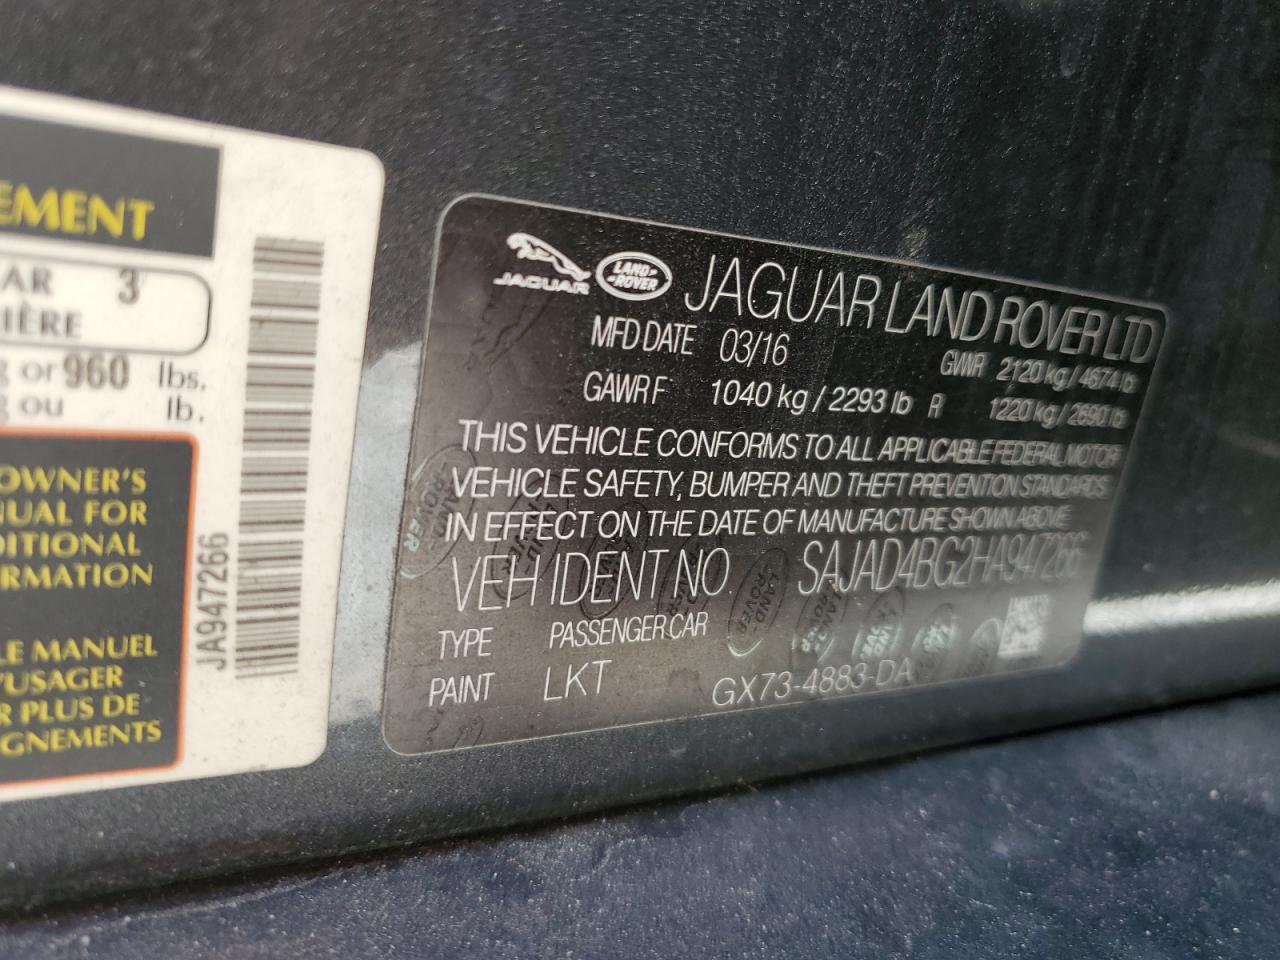 EMENT
AR 3
IÈRE
g or 960 lbs.
g ou lb.
OWNER'S
NUAL FOR
DITIONAL
RMATION
LE MANUEL
D'USAGER
R PLUS DE
GNEMENTS
JA947266
JAGUAR
LAND ROVER
JAGUAR LAND ROVER LTD
MFD DATE 03/16 GVWR 2120 kg / 4674 lb
GAWR F 1040 kg / 2293 lb R 1220 kg / 2690 lb
THIS VEHICLE CONFORMS TO ALL APPLICABLE FEDERAL MOTOR
VEHICLE SAFETY, BUMPER AND THEFT PREVENTION STANDARDS
IN EFFECT ON THE DATE OF MANUFACTURE SHOWN ABOVE
VEH IDENT NO SAJAD4BG2HA947266
TYPE PASSENGER CAR
PAINT LKT GX73-4883-DA